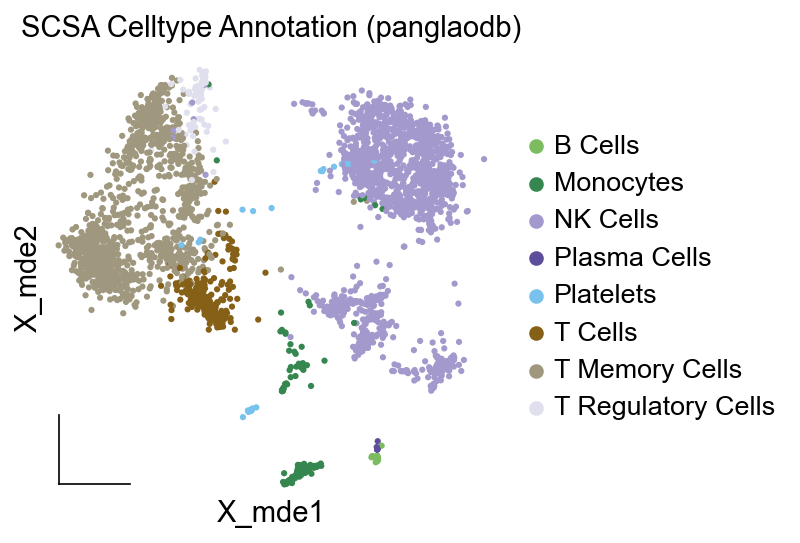 SCSA Celltype Annotation (panglaodb)
X_mde2
B Cells
Monocytes
NK Cells
Plasma Cells
Platelets
T Cells
T Memory Cells
T Regulatory Cells
X_mde1